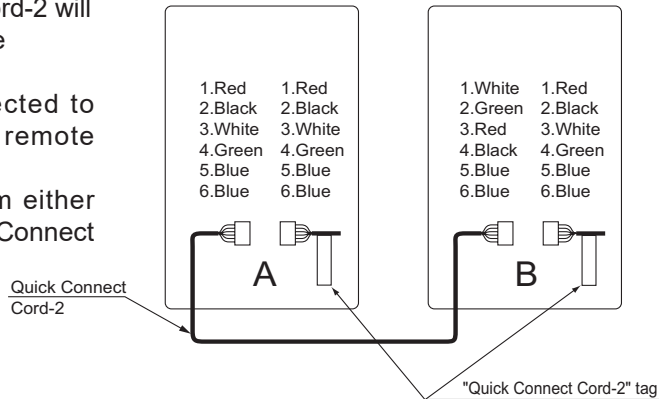 ord-2 will
e
ected to
remote
n either
Connect
1.Red 1.Red
2.Black 2.Black
3.White 3.White
4.Green 4.Green
5.Blue 5.Blue
6.Blue 6.Blue
1.White 1.Red
2.Green 2.Black
3.Red 3.White
4.Black 4.Green
5.Blue 5.Blue
6.Blue 6.Blue
A
B
Quick Connect
Cord-2
"Quick Connect Cord-2" tag